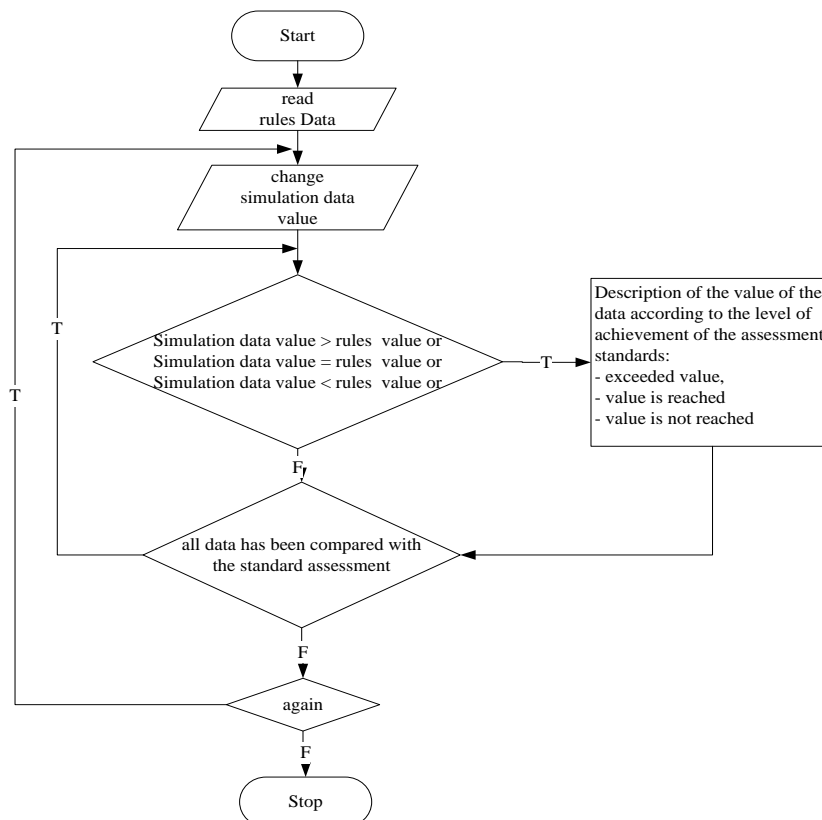 Start
read
rules Data
change
simulation data
value
Simulation data value > rules value or
Simulation data value = rules value or
Simulation data value < rules value or
T
Description of the value of the
data according to the level of
achievement of the assessment
standards:
- exceeded value,
- value is reached
- value is not reached
T
T
F
all data has been compared with
the standard assessment
F
again
F
Stop